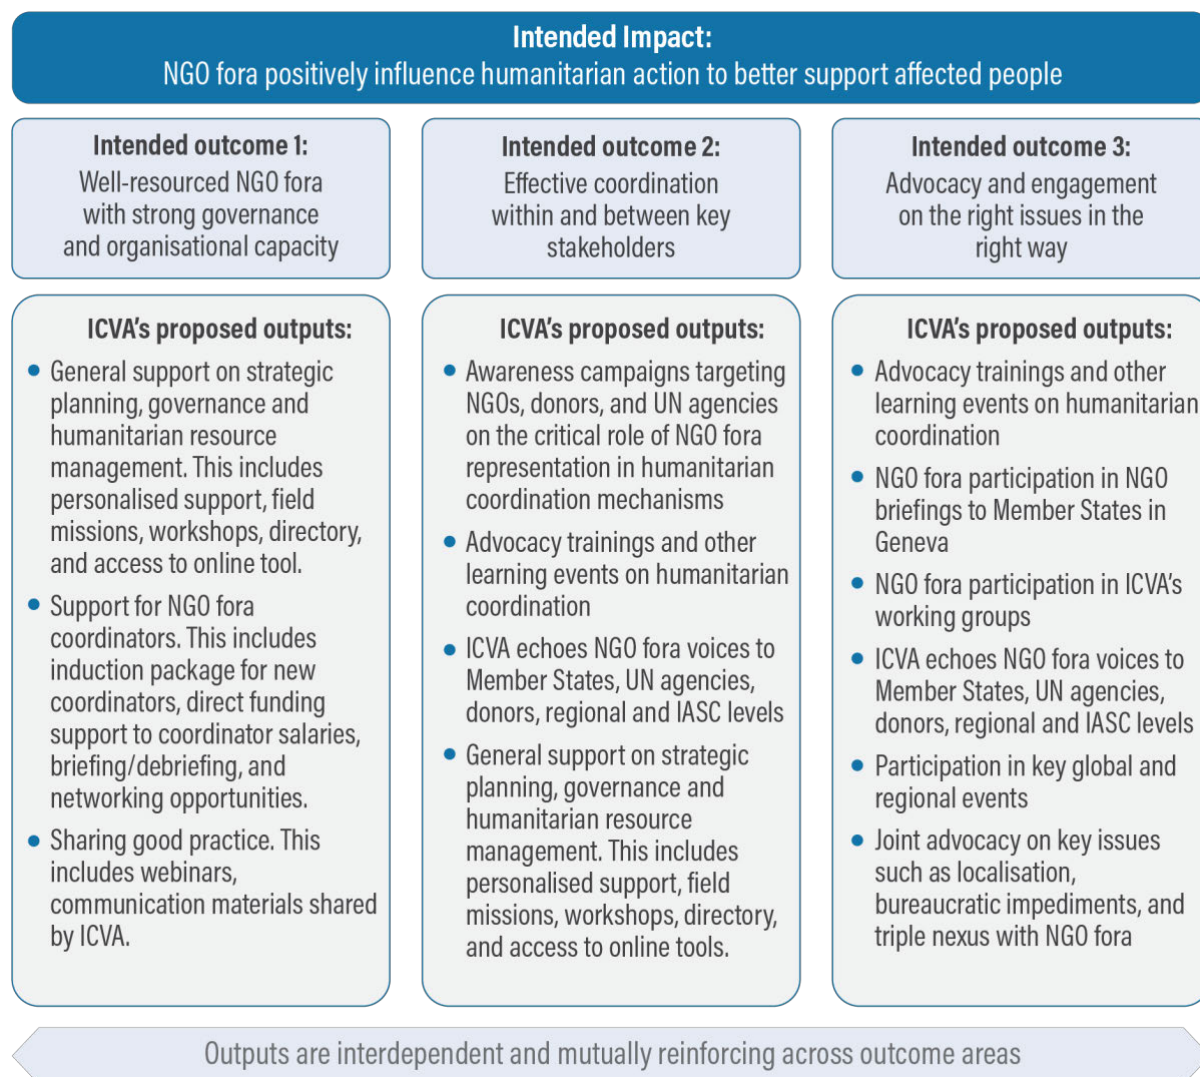 Intended Impact:
NGO fora positively influence humanitarian action to better support affected people
Intended outcome 1:
Well-resourced NGO fora
with strong governance
and organisational capacity
ICVA's proposed outputs:
General support on strategic
planning, governance and
humanitarian resource
management. This includes
personalised support, field
missions, workshops, directory,
and access to online tool.
Support for NGO fora
coordinators. This includes
induction package for new
coordinators, direct funding
support to coordinator salaries,
briefing/debriefing, and
networking opportunities.
Sharing good practice. This
includes webinars,
communication materials shared
by ICVA.
Intended outcome 2:
Effective coordination
within and between key
stakeholders
ICVA's proposed outputs:
Awareness campaigns targeting
NGOs, donors, and UN agencies
on the critical role of NGO fora
representation in humanitarian
coordination mechanisms
Advocacy trainings and other
learning events on humanitarian
coordination
ICVA echoes NGO fora voices to
Member States, UN agencies,
donors, regional and IASC levels
General support on strategic
planning, governance and
humanitarian resource
management. This includes
personalised support, field
missions, workshops, directory,
and access to online tools.
Intended outcome 3:
Advocacy and engagement
on the right issues in the
right way
ICVA's proposed outputs:
Advocacy trainings and other
learning events on humanitarian
coordination
NGO fora participation in NGO
briefings to Member States in
Geneva
NGO fora participation in ICVA's
working groups
ICVA echoes NGO fora voices to
Member States, UN agencies,
donors, regional and IASC levels
Participation in key global and
regional events
Joint advocacy on key issues
such as localisation,
bureaucratic impediments, and
triple nexus with NGO fora
Outputs are interdependent and mutually reinforcing across outcome areas